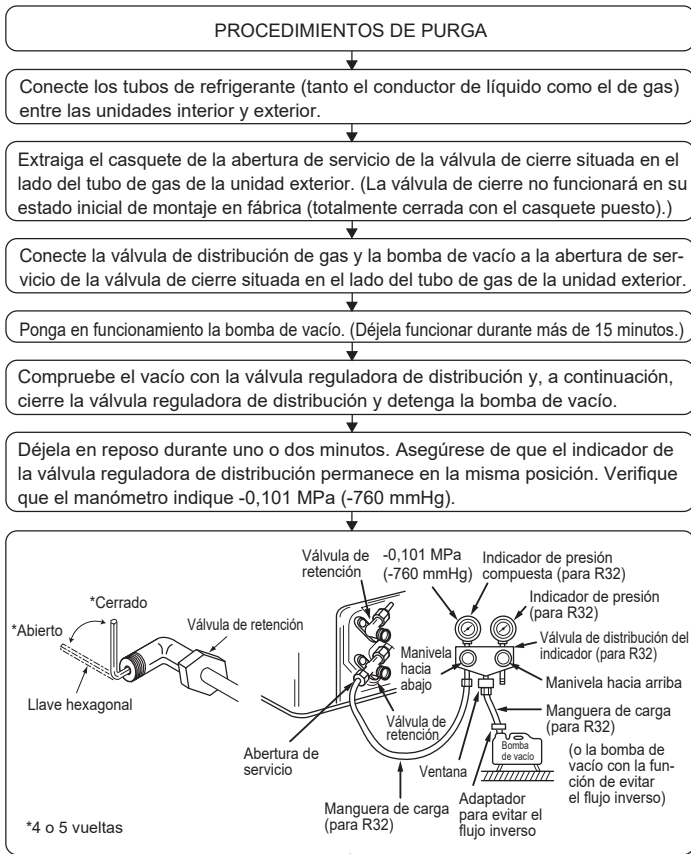 PROCEDIMIENTOS DE PURGA
Conecte los tubos de refrigerante (tanto el conductor de líquido como el de gas)
entre las unidades interior y exterior.
Extraiga el casquete de la abertura de servicio de la válvula de cierre situada en el
lado del tubo de gas de la unidad exterior. (La válvula de cierre no funcionará en su
estado inicial de montaje en fábrica (totalmente cerrada con el casquete puesto).)
Conecte la válvula de distribución de gas y la bomba de vacío a la abertura de ser-
vicio de la válvula de cierre situada en el lado del tubo de gas de la unidad exterior.
Ponga en funcionamiento la bomba de vacío. (Déjela funcionar durante más de 15 minutos.)
Compruebe el vacío con la válvula reguladora de distribución y, a continuación,
cierre la válvula reguladora de distribución y detenga la bomba de vacío.
Déjela en reposo durante uno o dos minutos. Asegúrese de que el indicador de
la válvula reguladora de distribución permanece en la misma posición. Verifique
que el manómetro indique -0,101 MPa (-760 mmHg).
*Cerrado
*Abierto
Válvula de retención
Llave hexagonal
*4 o 5 vueltas
Válvula de
retención
-0,101 MPa
(-760 mmHg)
Indicador de presión
compuesta (para R32)
Indicador de presión
(para R32)
Válvula de distribución del
indicador (para R32)
Manivela
hacia
abajo
Manivela hacia arriba
Válvula de
retención
Manguera de carga
(para R32)
Abertura de
servicio
Ventana
Bomba
de vacío
(o la bomba de
vacío con la fun-
ción de evitar
el flujo inverso)
Manguera de carga
(para R32)
Adaptador
para evitar el
flujo inverso